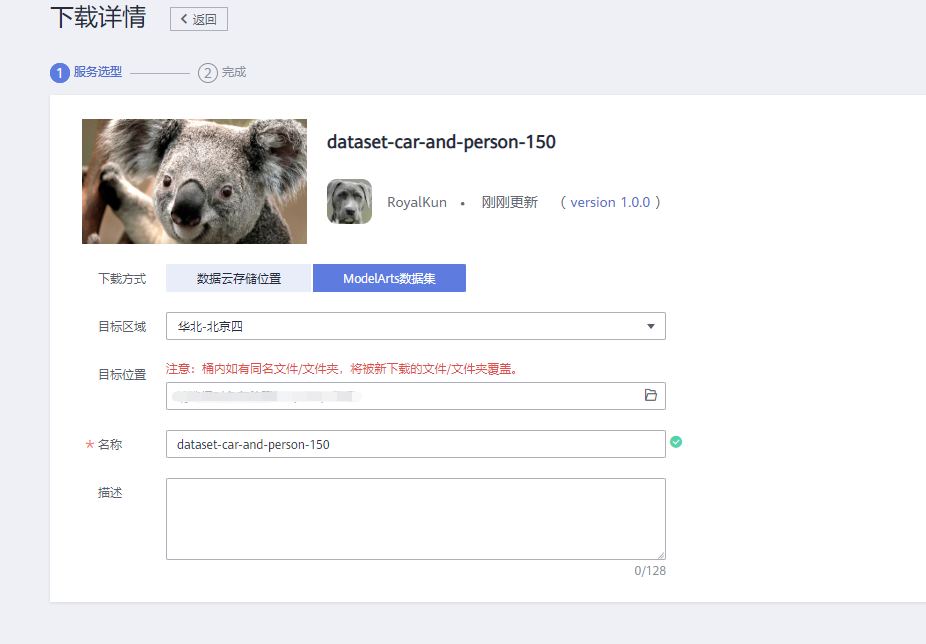 下载详情 返回
1 服务选型 2 完成
dataset-car-and-person-150
RoyalKun • 刚刚更新 ( version 1.0.0 )
下载方式 数据云存储位置 ModelArts数据集
目标区域 华北-北京四
目标位置 注意：桶内如有同名文件/文件夹，将被新下载的文件/文件夹覆盖。
* 名称 dataset-car-and-person-150
描述
0/128